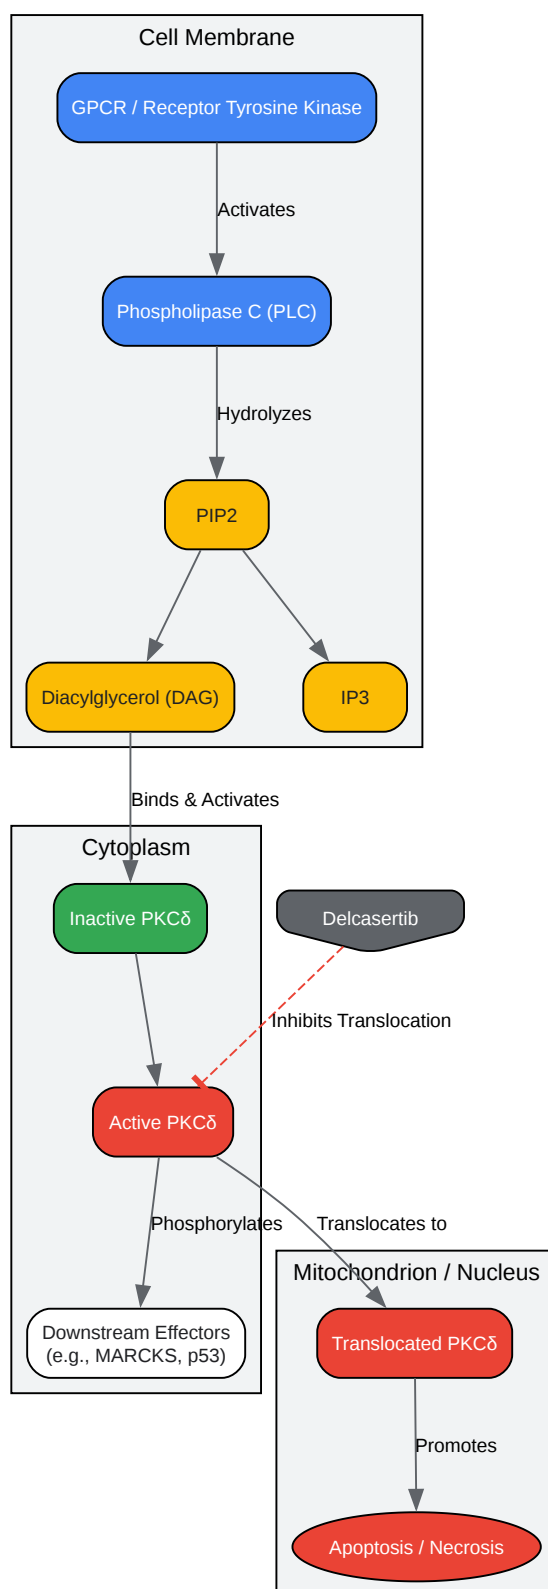 Cell Membrane
GPCR / Receptor Tyrosine Kinase
Activates
Phospholipase C (PLC)
Hydrolyzes
PIP2
Diacylglycerol (DAG)
IP3
Binds & Activates
Cytoplasm
Inactive PKCδ
Delcasertib
Inhibits Translocation
Active PKCδ
Phosphorylates
Translocates to
Mitochondrion / Nucleus
Downstream Effectors
(e.g., MARCKS, p53)
Translocated PKCδ
Promotes
Apoptosis / Necrosis